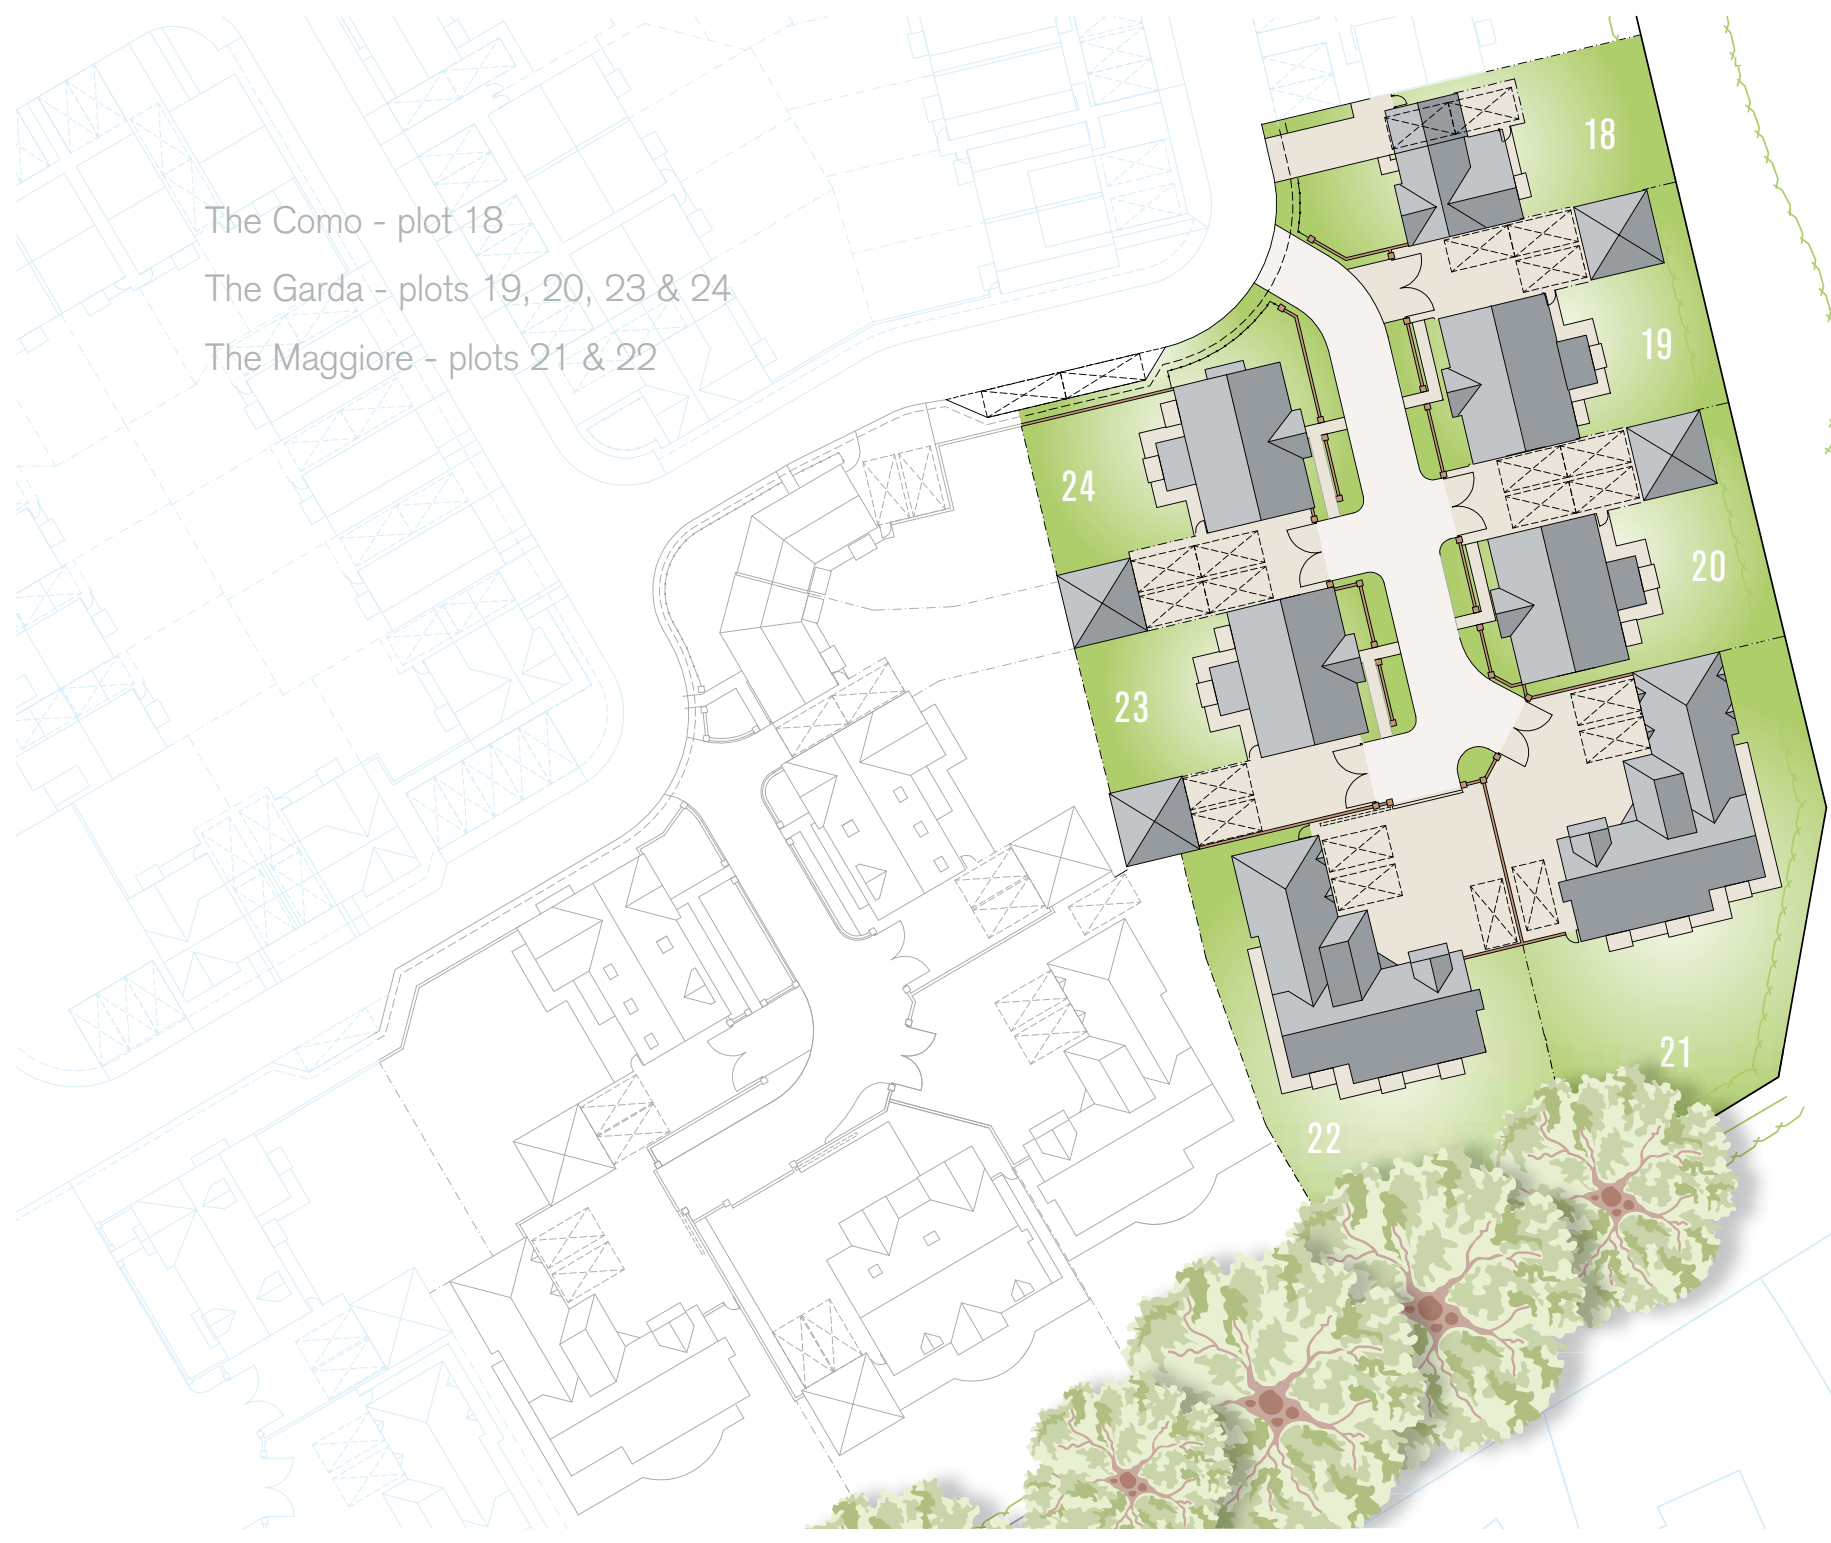 The Como - plot 18
The Garda - plots 19, 20, 23 & 24
The Maggiore - plots 21 & 22
18
19
24
20
23
21
22